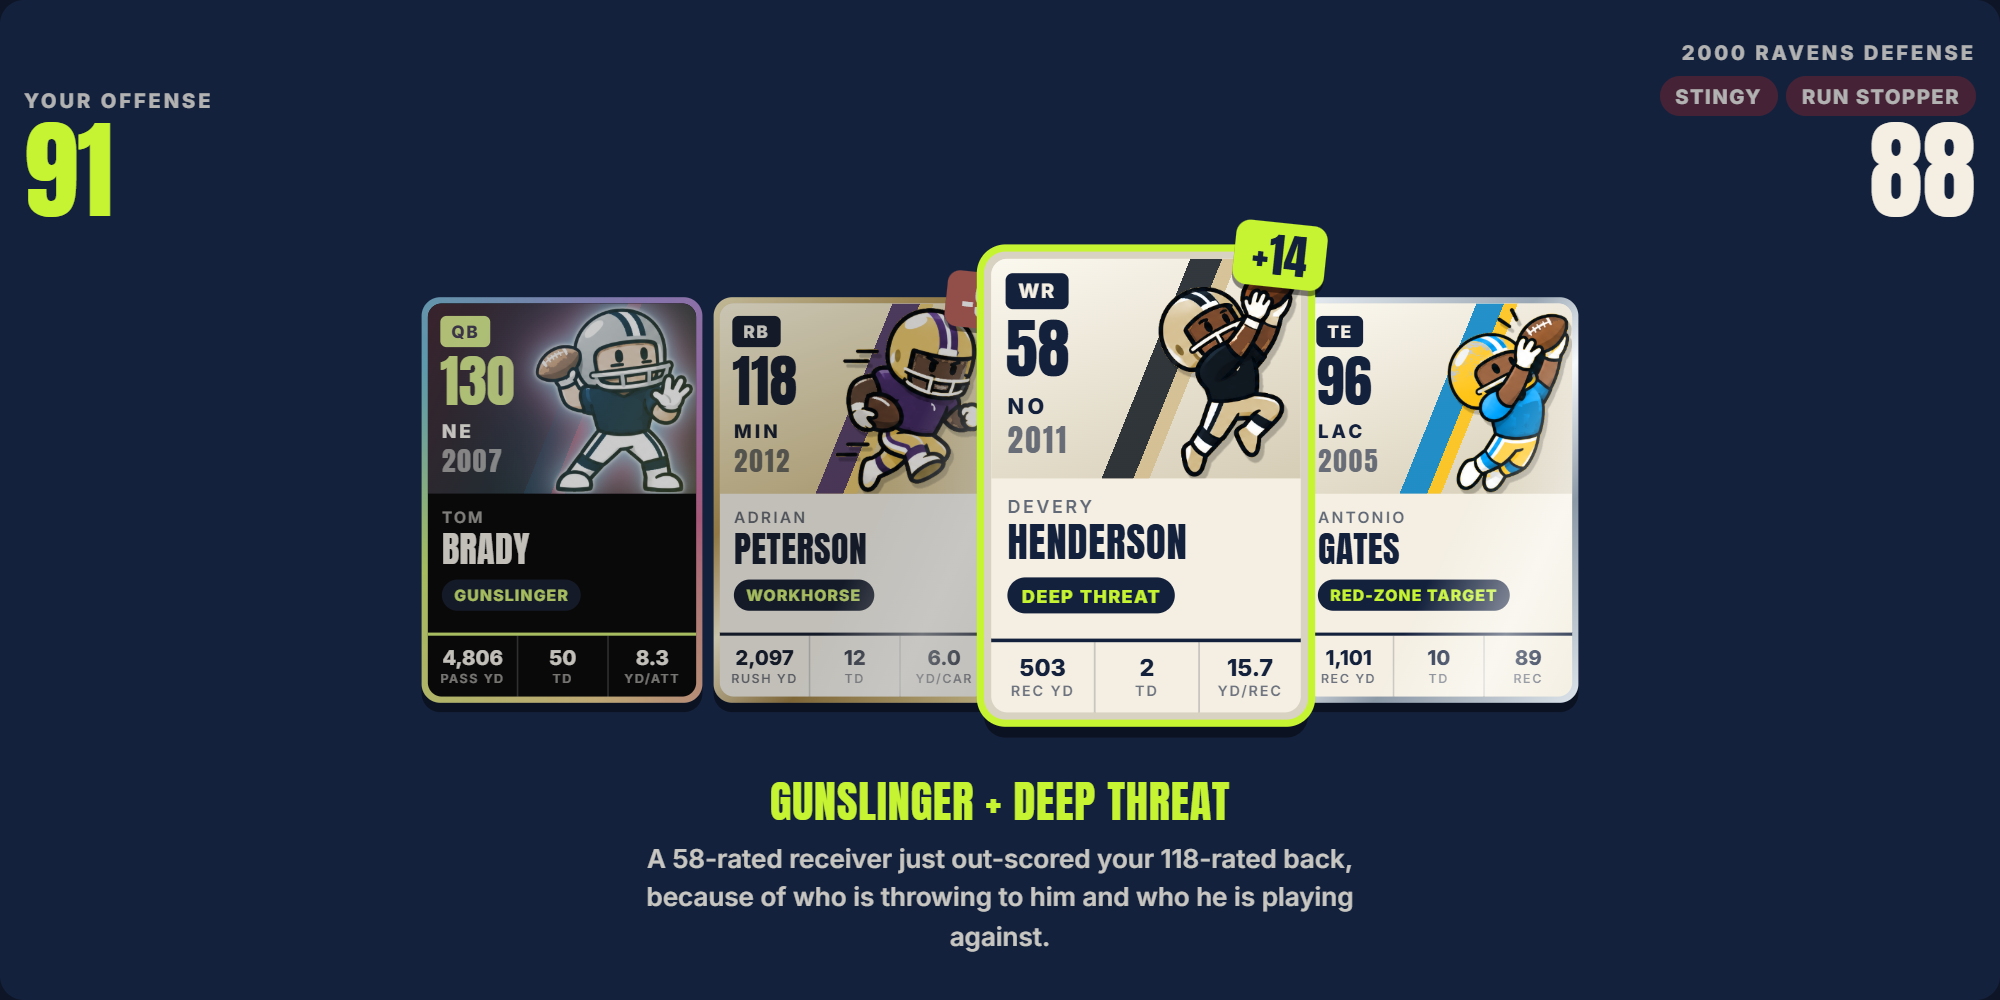 YOUR OFFENSE
91
2000 RAVENS DEFENSE
STINGY RUN STOPPER
88
QB
130
NE
2007
TOM
BRADY
GUNSLINGER
4,806 50 8.3
PASS YD TD YD/ATT
RB
118
MIN
2012
ADRIAN
PETERSON
WORKHORSE
2,097 12 6.0
RUSH YD TD YD/CAR
+14
WR
58
NO
2011
DEVERY
HENDERSON
DEEP THREAT
503 2 15.7
REC YD TD YD/REC
TE
96
LAC
2005
ANTONIO
GATES
RED-ZONE TARGET
1,101 10 89
REC YD TD REC
GUNSLINGER + DEEP THREAT
A 58-rated receiver just out-scored your 118-rated back,
because of who is throwing to him and who he is playing
against.